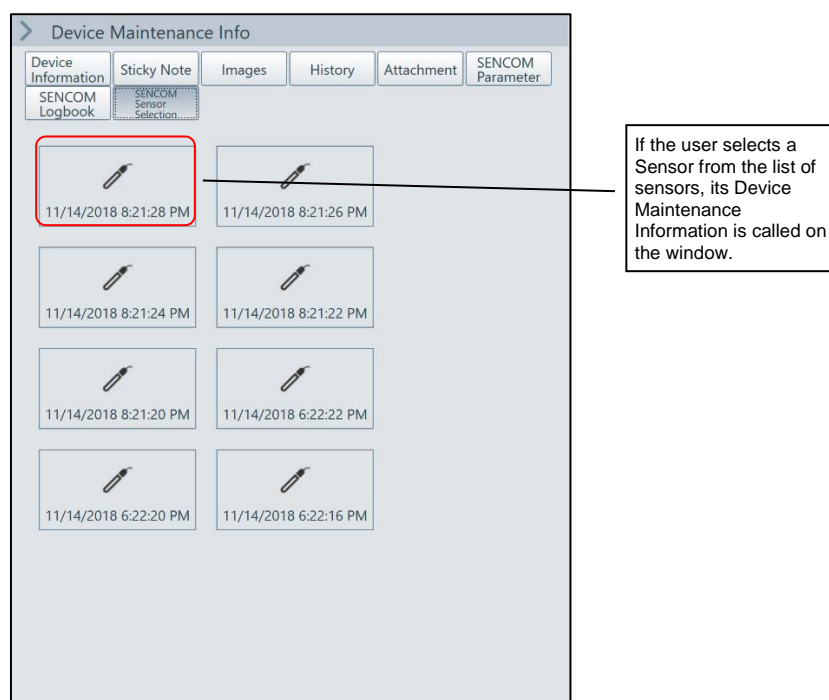 Device Maintenance Info
Device
Information
Sticky Note
Images
History
Attachment
SENCOM
Parameter
SENCOM
Logbook
SENCOM
Sensor
Selection
11/14/2018 8:21:28 PM
11/14/2018 8:21:26 PM
11/14/2018 8:21:24 PM
11/14/2018 8:21:22 PM
11/14/2018 8:21:20 PM
11/14/2018 6:22:22 PM
11/14/2018 6:22:20 PM
11/14/2018 6:22:16 PM
If the user selects a
Sensor from the list of
sensors, its Device
Maintenance
Information is called on
the window.